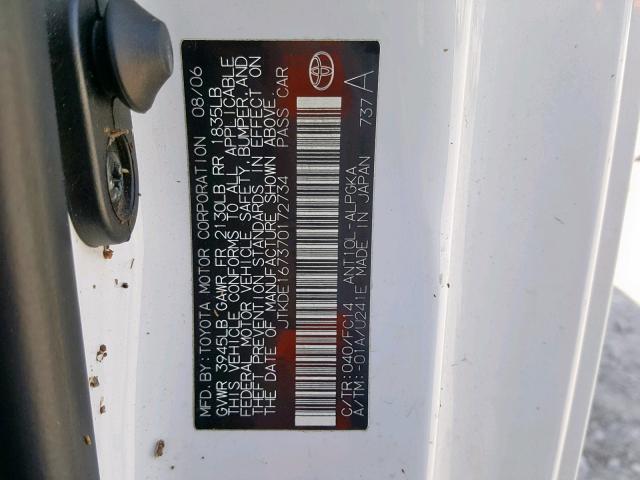 MFD.BY:TOYOTA MOTOR CORPORATION 08/06
GVWR 3945LB GAWR FR 2130LB RR 1835LB
THIS VEHICLE CONFORMS TO ALL APPLICABLE
FEDERAL MOTOR VEHICLE SAFETY, BUMPER, AND
THEFT PREVENTION STANDARDS IN EFFECT ON
THE DATE OF MANUFACTURE SHOWN ABOVE.
JTKDE167370172734 PASS CAR
C/TR:040/FC14 ANT10L-ALPGKA
A/TM:-01A/U241E MADE IN JAPAN 737 A